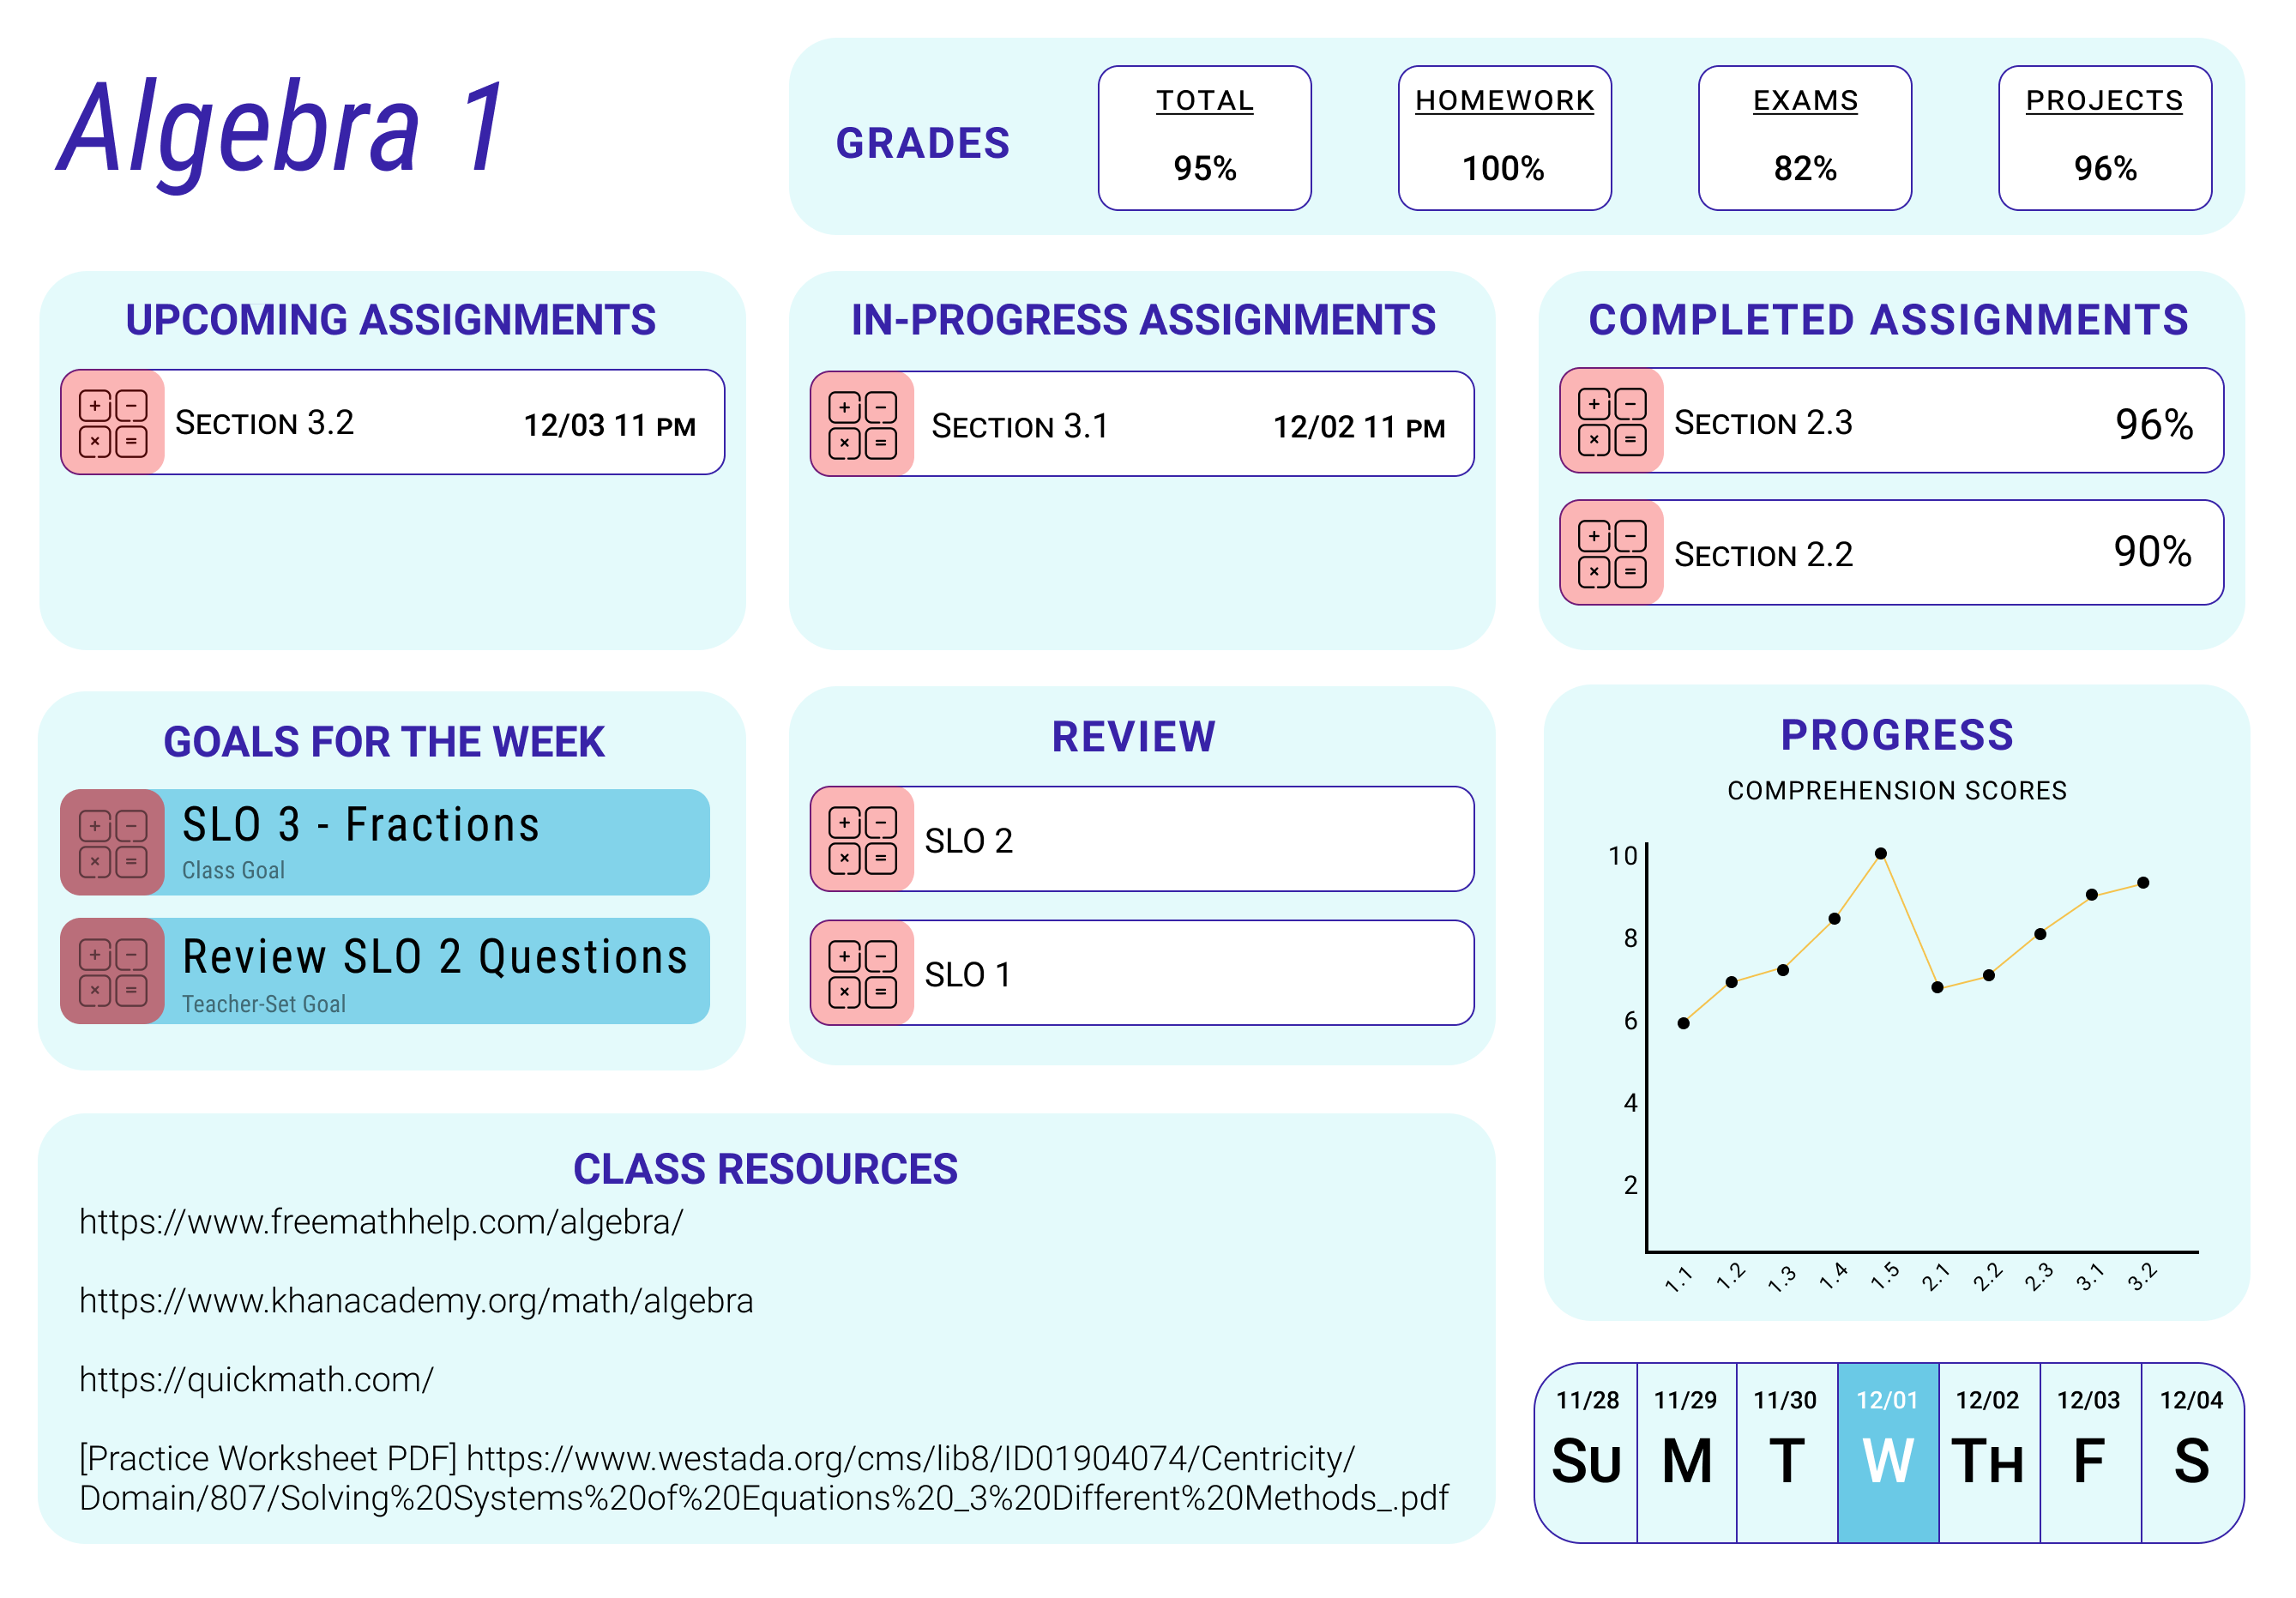 Algebra 1
GRADES
TOTAL
95%
HOMEWORK
100%
EXAMS
82%
PROJECTS
96%
UPCOMING ASSIGNMENTS
+ −
× =
SECTION 3.2 12/03 11 PM
IN-PROGRESS ASSIGNMENTS
+ −
× =
SECTION 3.1 12/02 11 PM
COMPLETED ASSIGNMENTS
+ −
× =
SECTION 2.3 96%
+ −
× =
SECTION 2.2 90%
GOALS FOR THE WEEK
+ −
× =
SLO 3 - Fractions
Class Goal
+ −
× =
Review SLO 2 Questions
Teacher-Set Goal
REVIEW
+ −
× =
SLO 2
+ −
× =
SLO 1
PROGRESS
COMPREHENSION SCORES
10
8
6
4
2
1.1 1.2 1.3 1.4 1.5 2.1 2.2 2.3 3.1 3.2
CLASS RESOURCES
https://www.freemathhelp.com/algebra/
https://www.khanacademy.org/math/algebra
https://quickmath.com/
[Practice Worksheet PDF] https://www.westada.org/cms/lib8/ID01904074/Centricity/
Domain/807/Solving%20Systems%20of%20Equations%20_3%20Different%20Methods_.pdf
11/28 11/29 11/30 12/01 12/02 12/03 12/04
SU M T W TH F S